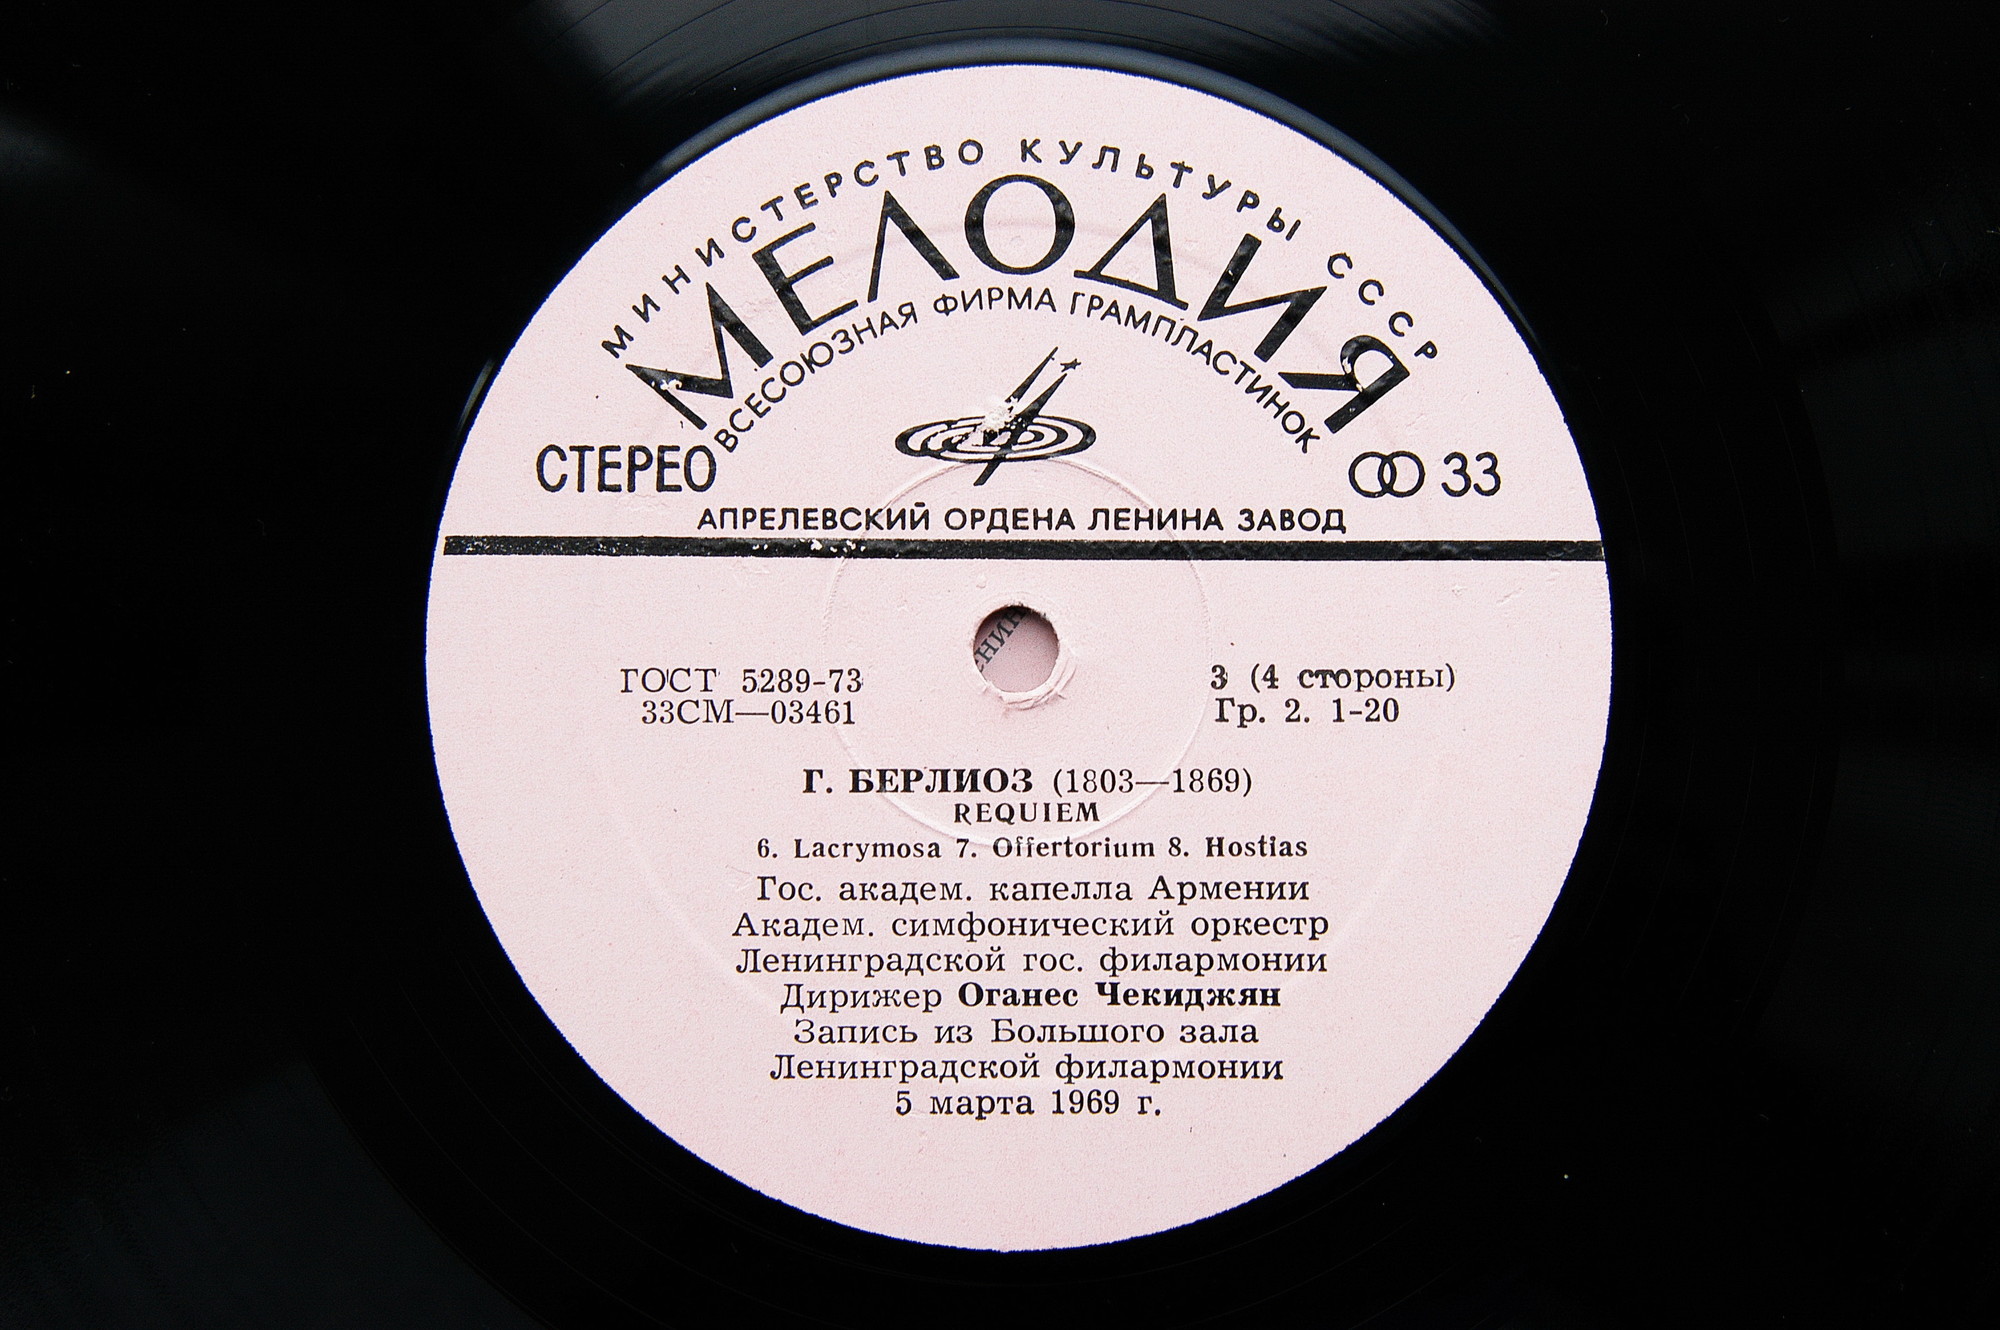 МИНИСТЕРСТВО КУЛЬТУРЫ СССР
МЕЛОДИЯ
ВСЕСОЮЗНАЯ ФИРМА ГРАМПЛАСТИНОК
СТЕРЕО
33
АПРЕЛЕВСКИЙ ОРДЕНА ЛЕНИНА ЗАВОД
ГОСТ 5289-73
33СМ—03461
3 (4 стороны)
Гр. 2. 1-20
Г. БЕРЛИОЗ (1803—1869)
REQUIEM
6. Lacrymosa 7. Offertorium 8. Hostias
Гос. академ. капелла Армении
Академ. симфонический оркестр
Ленинградской гос. филармонии
Дирижер Оганес Чекиджян
Запись из Большого зала
Ленинградской филармонии
5 марта 1969 г.